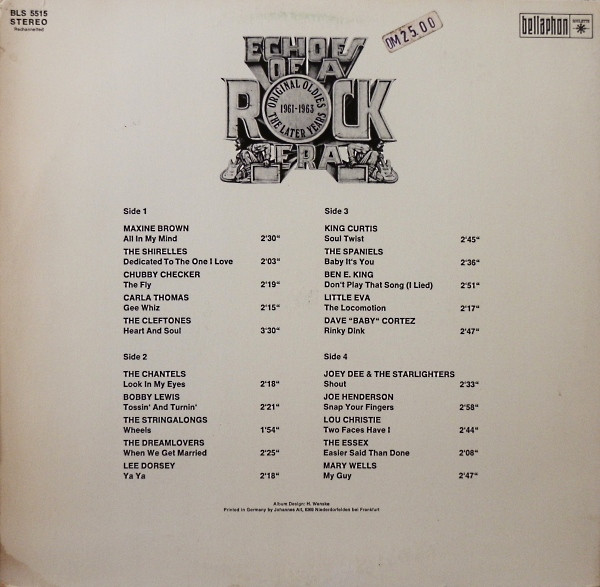 BLS 5515
STEREO
(Rechanneled)
DM 25.00
bellaphon
ECHOES
OF A
ROCK
ERA
ORIGINAL OLDIES
1961-1963
THE LATER YEARS
Side 1
MAXINE BROWN
All In My Mind 2'30"
THE SHIRELLES
Dedicated To The One I Love 2'03"
CHUBBY CHECKER
The Fly 2'19"
CARLA THOMAS
Gee Whiz 2'15"
THE CLEFTONES
Heart And Soul 3'30"
Side 2
THE CHANTELS
Look In My Eyes 2'18"
BOBBY LEWIS
Tossin' And Turnin' 2'21"
THE STRINGALONGS
Wheels 1'54"
THE DREAMLOVERS
When We Get Married 2'25"
LEE DORSEY
Ya Ya 2'18"
Side 3
KING CURTIS
Soul Twist 2'45"
THE SPANIELS
Baby It's You 2'36"
BEN E. KING
Don't Play That Song (I Lied) 2'51"
LITTLE EVA
The Locomotion 2'17"
DAVE "BABY" CORTEZ
Rinky Dink 2'47"
Side 4
JOEY DEE & THE STARLIGHTERS
Shout 2'33"
JOE HENDERSON
Snap Your Fingers 2'58"
LOU CHRISTIE
Two Faces Have I 2'44"
THE ESSEX
Easier Said Than Done 2'08"
MARY WELLS
My Guy 2'47"
Album Design: H. Wenske
Printed in Germany by Johannes Alt, 6369 Niederdorfelden bei Frankfurt